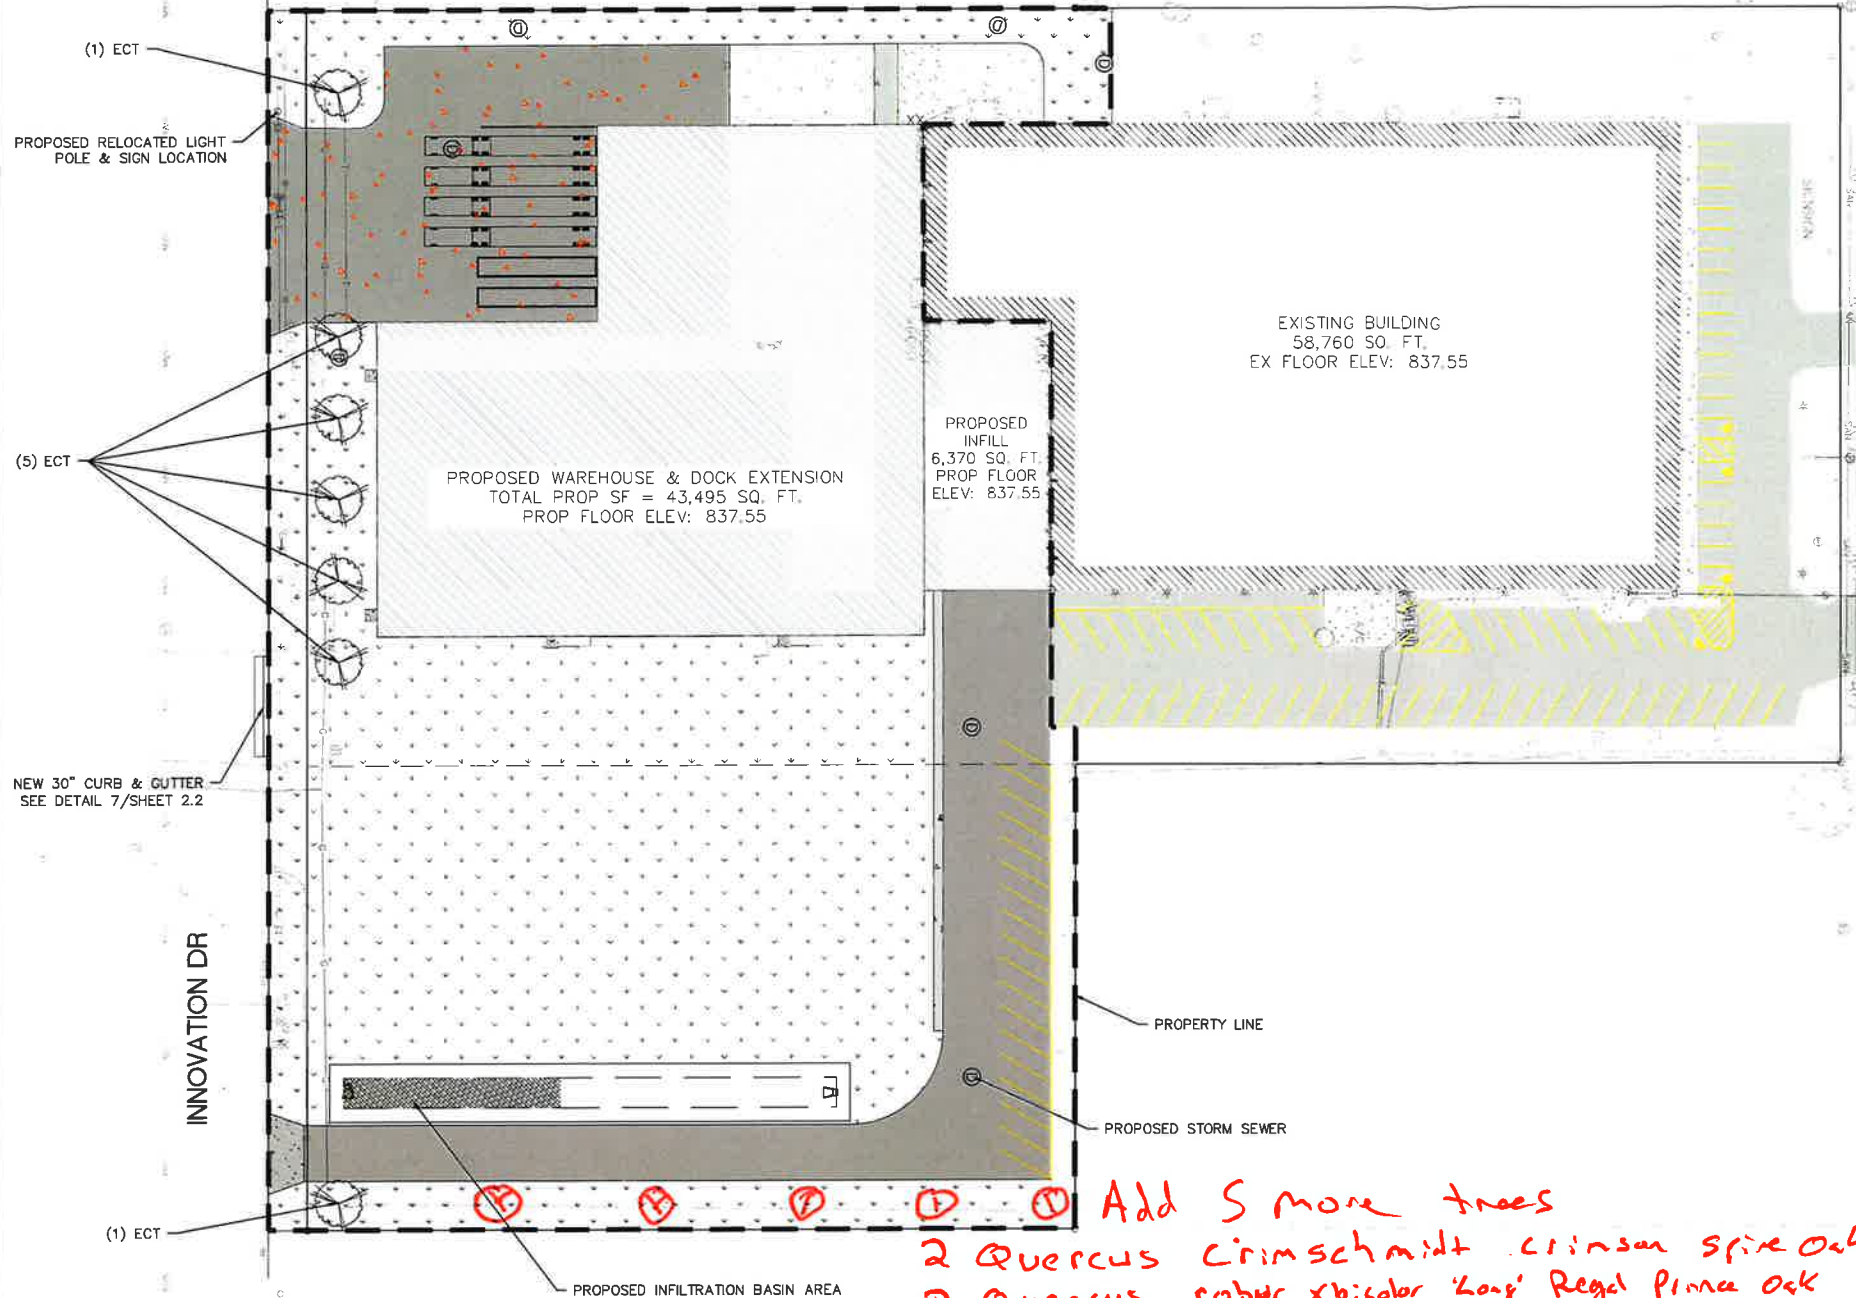 (1) ECT
PROPOSED RELOCATED LIGHT
POLE & SIGN LOCATION
(5) ECT
EXISTING BUILDING
58,760 SQ. FT.
EX FLOOR ELEV: 837.55
PROPOSED
INFILL
6,370 SQ. FT.
PROP FLOOR
ELEV: 837.55
PROPOSED WAREHOUSE & DOCK EXTENSION
TOTAL PROP SF = 43,495 SQ. FT.
PROP FLOOR ELEV: 837.55
NEW 30" CURB & GUTTER
SEE DETAIL 7/SHEET 2.2
INNOVATION DR
PROPERTY LINE
PROPOSED STORM SEWER
(1) ECT
PROPOSED INFILTRATION BASIN AREA
Add 5 more trees
2 Quercus Crimschmidt Crimson Spire Oak
Quercus robur xbicolor 'Long' Regal Prince Oak